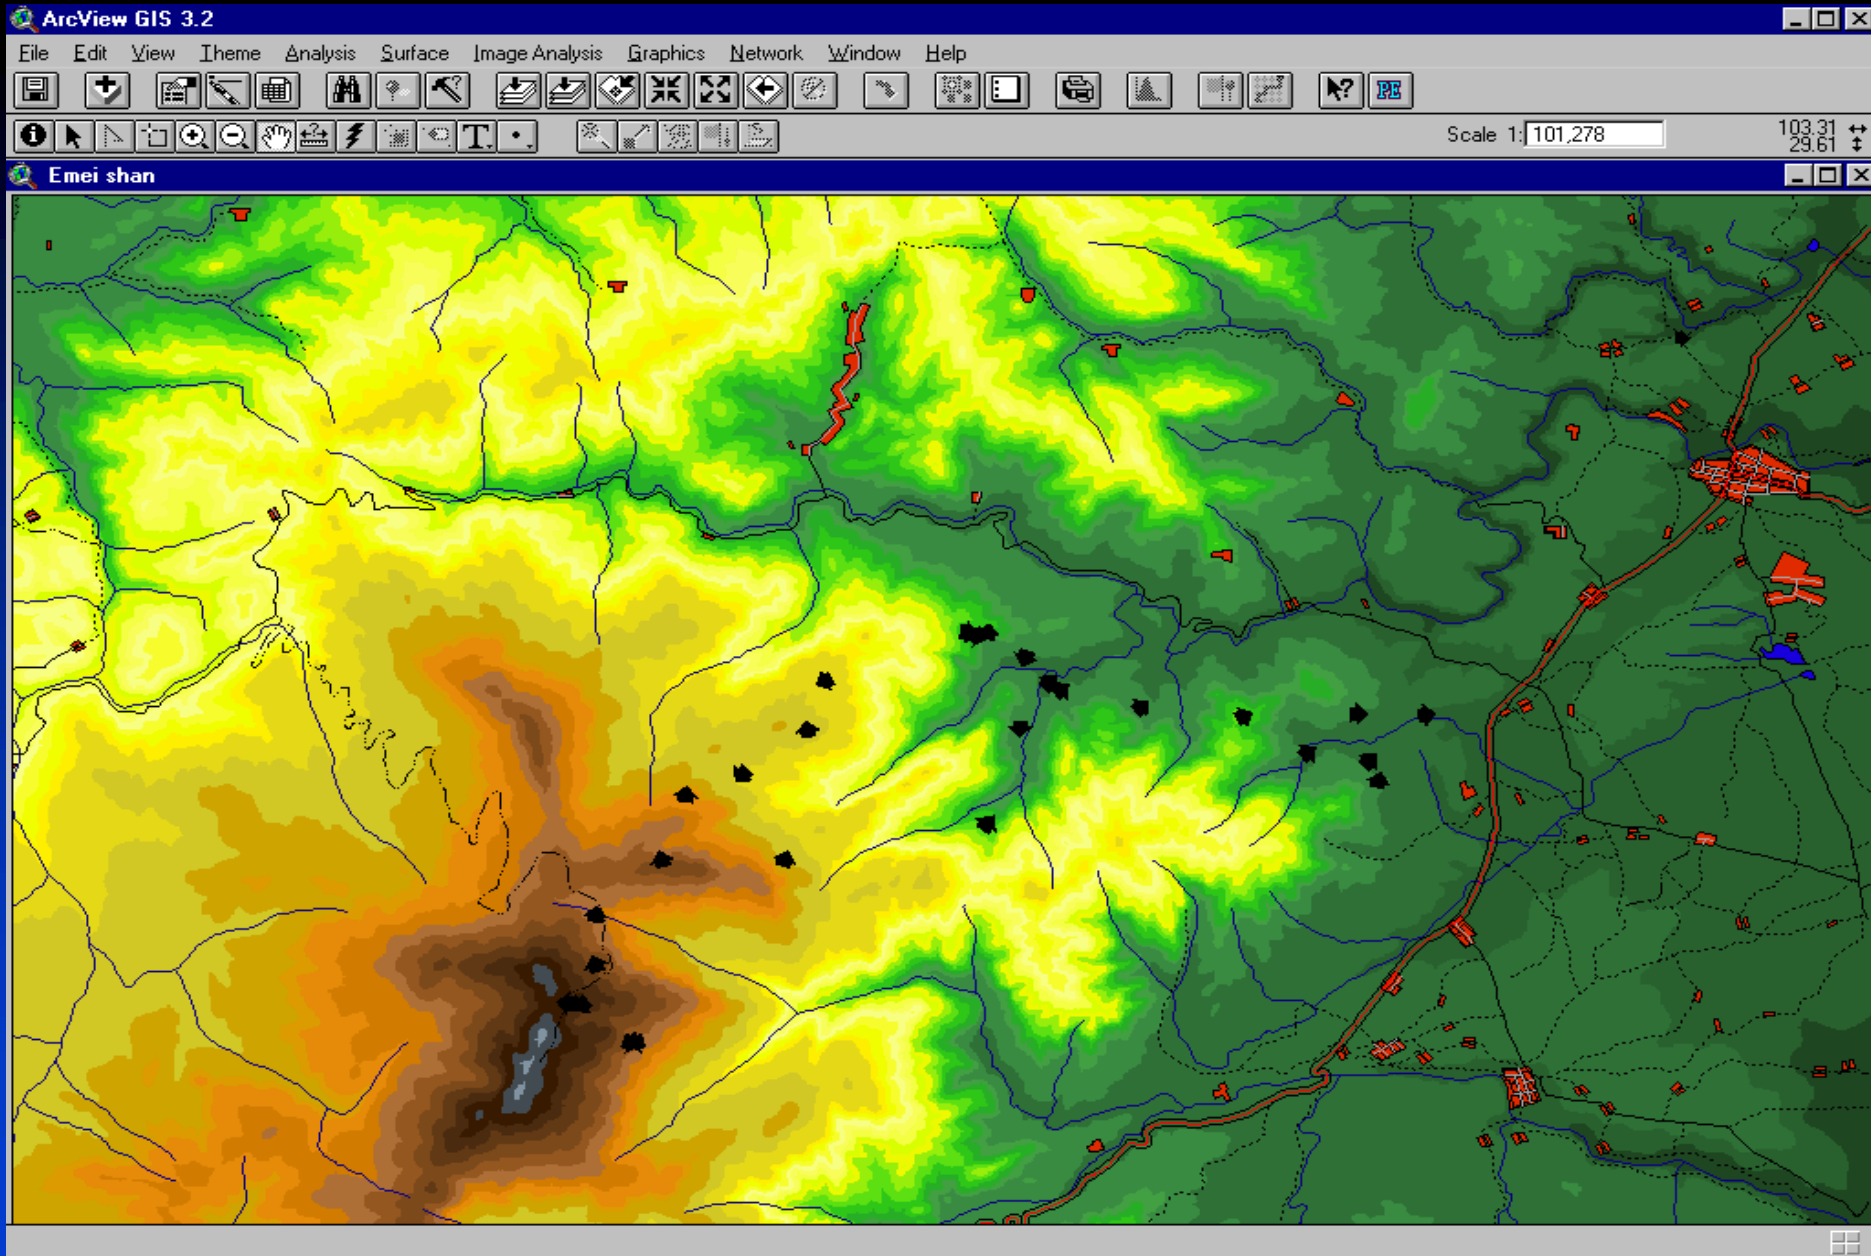 ArcView GIS 3.2
File Edit View Theme Analysis Surface Image Analysis Graphics Network Window Help
PE
T
Scale 1: 101,278
103.31
29.61
Emei shan